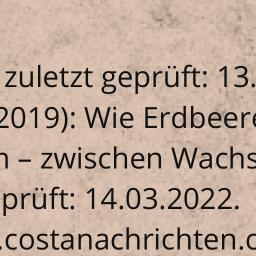 zuletzt geprüft: 13.
2019): Wie Erdbeere
n – zwischen Wachs
prüft: 14.03.2022.
.costanachrichten.c